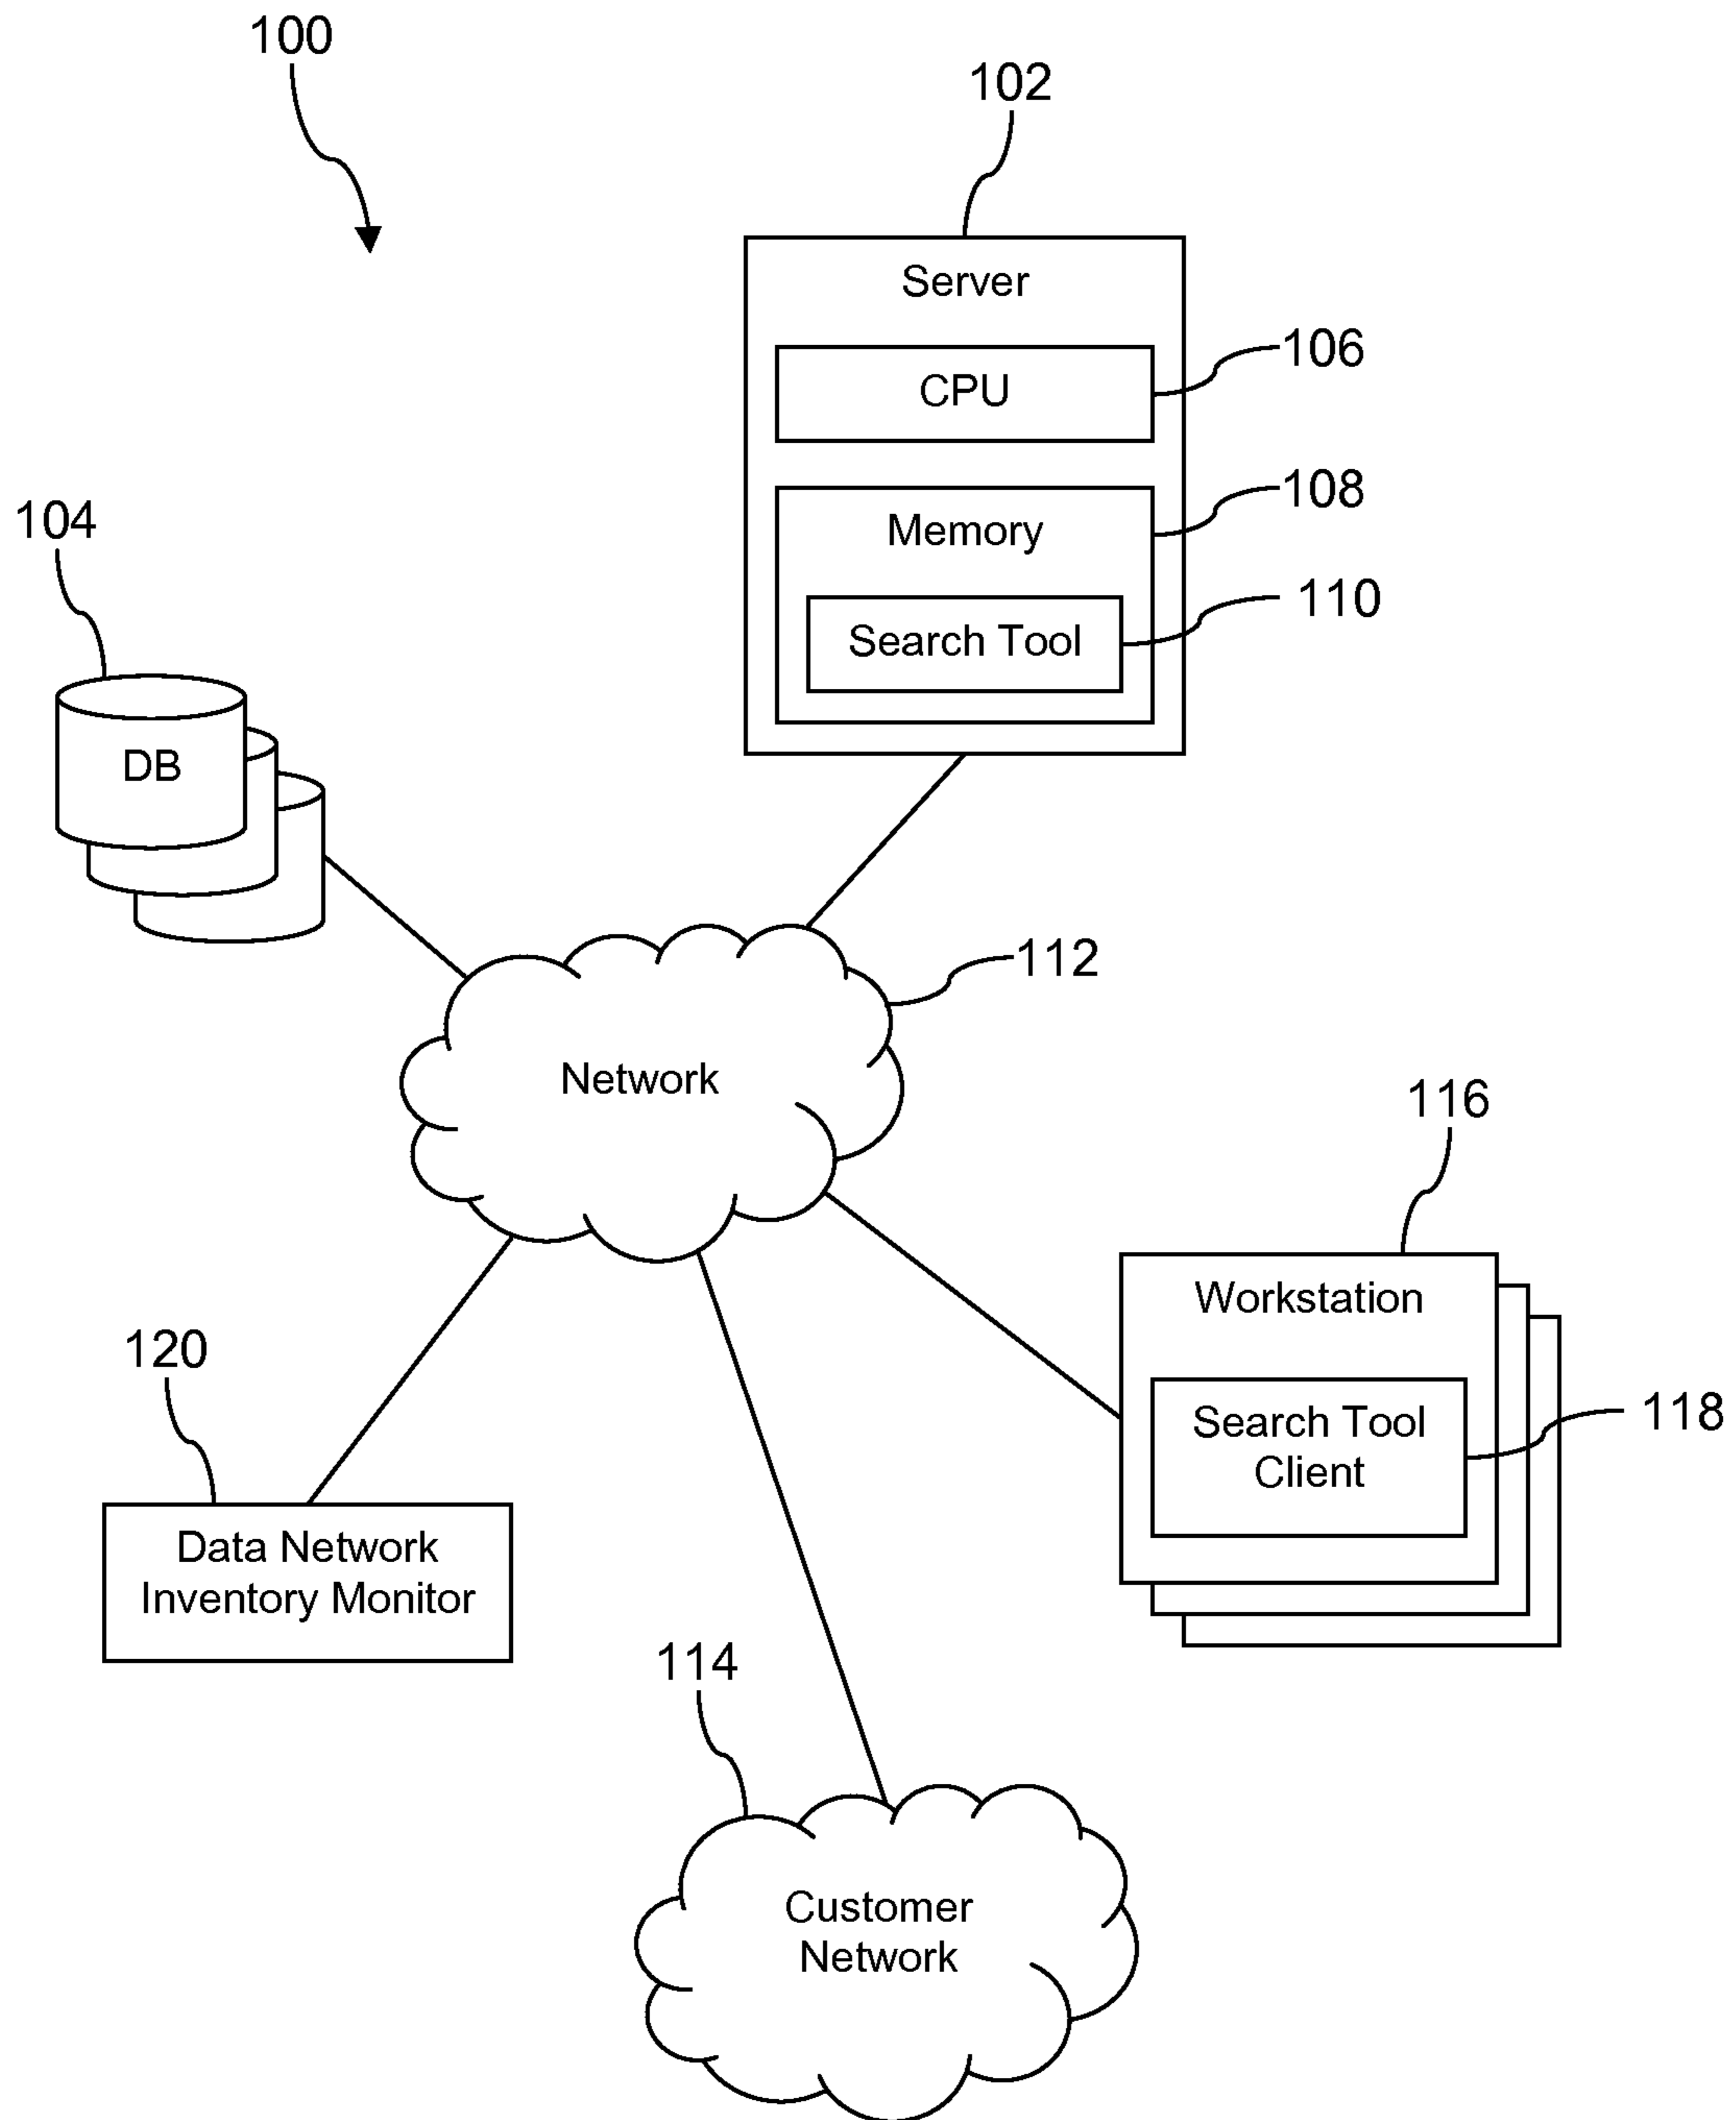 100
102
Server
CPU
106
Memory
108
Search Tool
110
104
DB
112
Network
116
Workstation
Search Tool
Client
118
120
Data Network
Inventory Monitor
114
Customer
Network